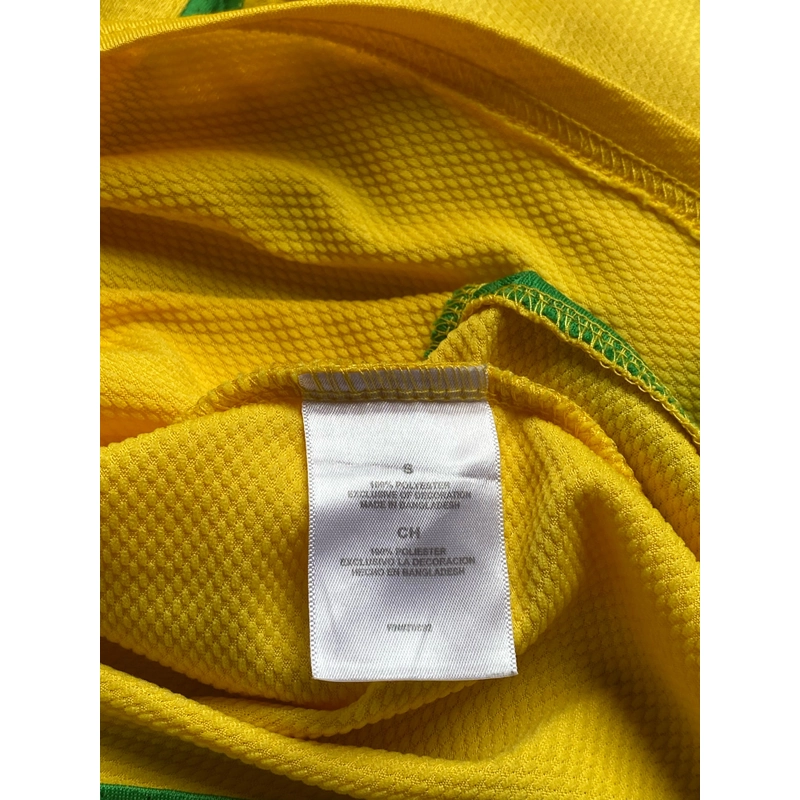 S
100% POLYESTER
EXCLUSIVE OF DECORATION
MADE IN BANGLADESH
CH
100% POLIESTER
EXCLUSIVO LA DECORACION
HECHO EN BANGLADESH